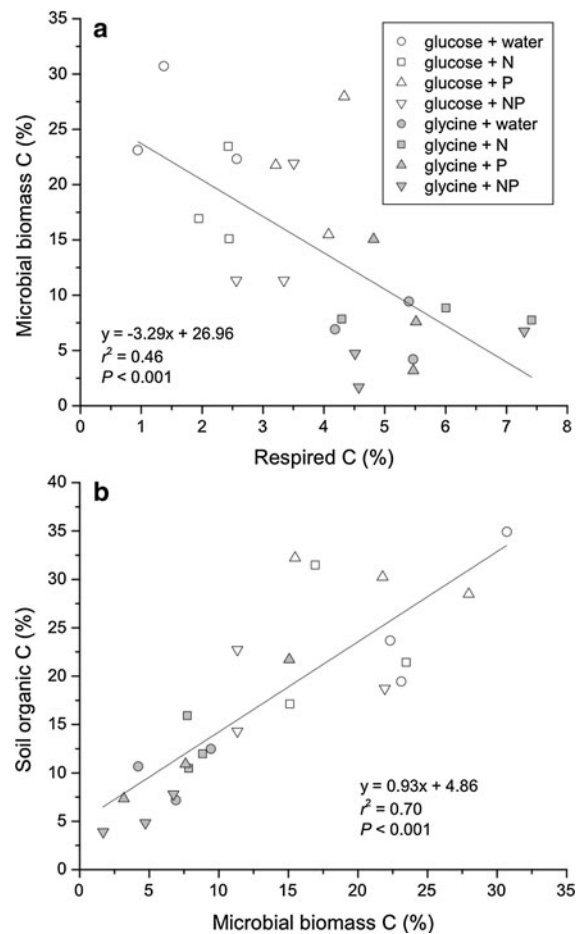 a
glucose + water
glucose + N
glucose + P
glucose + NP
glycine + water
glycine + N
glycine + P
glycine + NP
35
30
25
20
15
10
5
0
Microbial biomass C (%)
y = -3.29x + 26.96
r² = 0.46
P < 0.001
0 1 2 3 4 5 6 7 8
Respired C (%)
b
40
35
30
25
20
15
10
5
0
Soil organic C (%)
y = 0.93x + 4.86
r² = 0.70
P < 0.001
0 5 10 15 20 25 30 35
Microbial biomass C (%)